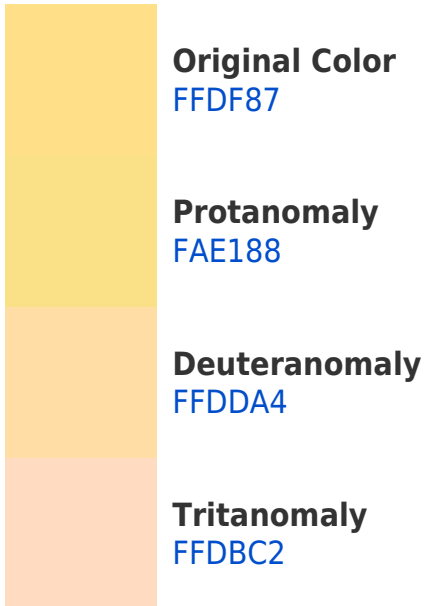 Original Color
FFDF87
Protanomaly
FAE188
Deuteranomaly
FFDDA4
Tritanomaly
FFDBC2